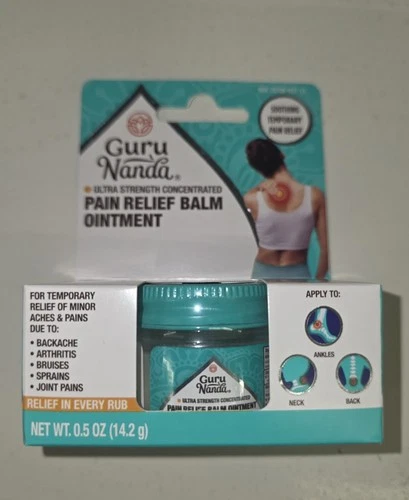 SOOTHING
TEMPORARY
PAIN RELIEF
Guru
Nanda®
ULTRA STRENGTH CONCENTRATED
PAIN RELIEF BALM
OINTMENT
FOR TEMPORARY
RELIEF OF MINOR
ACHES & PAINS
DUE TO:
• BACKACHE
• ARTHRITIS
• BRUISES
• SPRAINS
• JOINT PAINS
RELIEF IN EVERY RUB
NET WT. 0.5 OZ (14.2 g)
Guru
Nanda®
ULTRA STRENGTH CONCENTRATED
PAIN RELIEF BALM OINTMENT
APPLY TO:
ANKLES
NECK
BACK